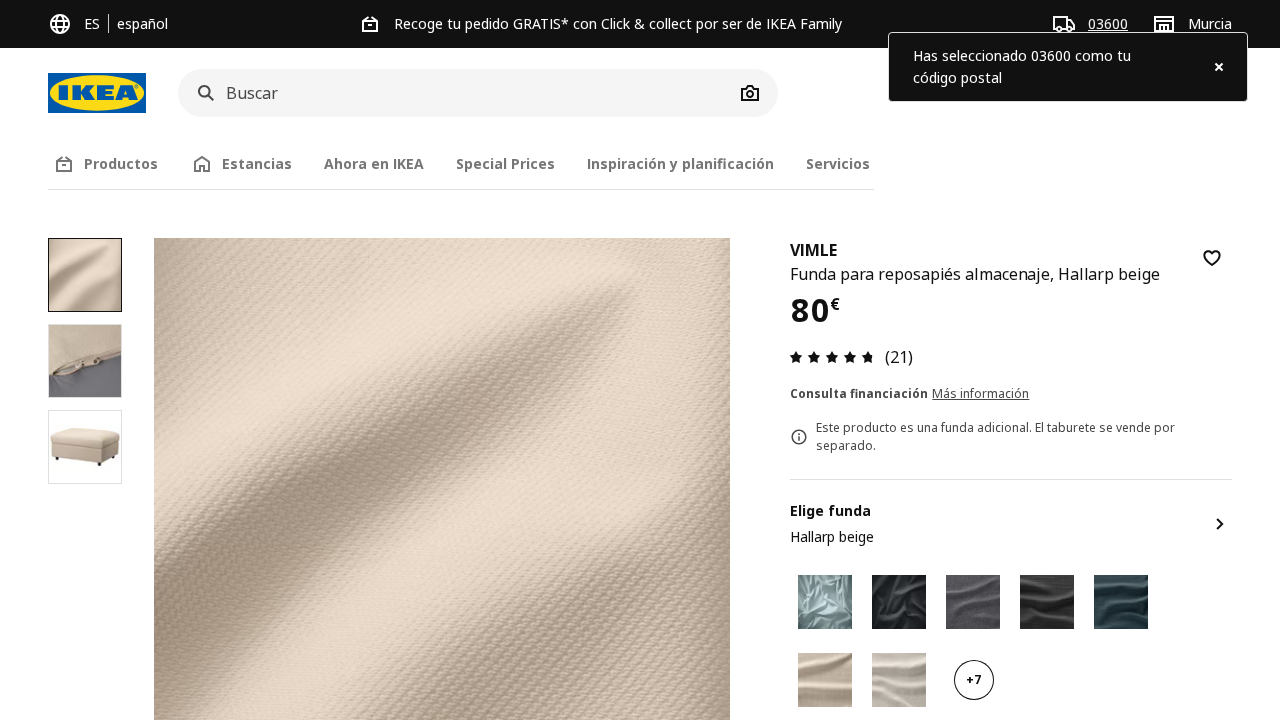 ES
español
Recoge tu pedido GRATIS* con Click & collect por ser de IKEA Family
03600
Murcia
Has seleccionado 03600 como tu
código postal
IKEA
Buscar
Productos
Estancias
Ahora en IKEA
Special Prices
Inspiración y planificación
Servicios
VIMLE
Funda para reposapiés almacenaje, Hallarp beige
80€
(21)
Consulta financiación Más información
Este producto es una funda adicional. El taburete se vende por
separado.
Elige funda
Hallarp beige
+7